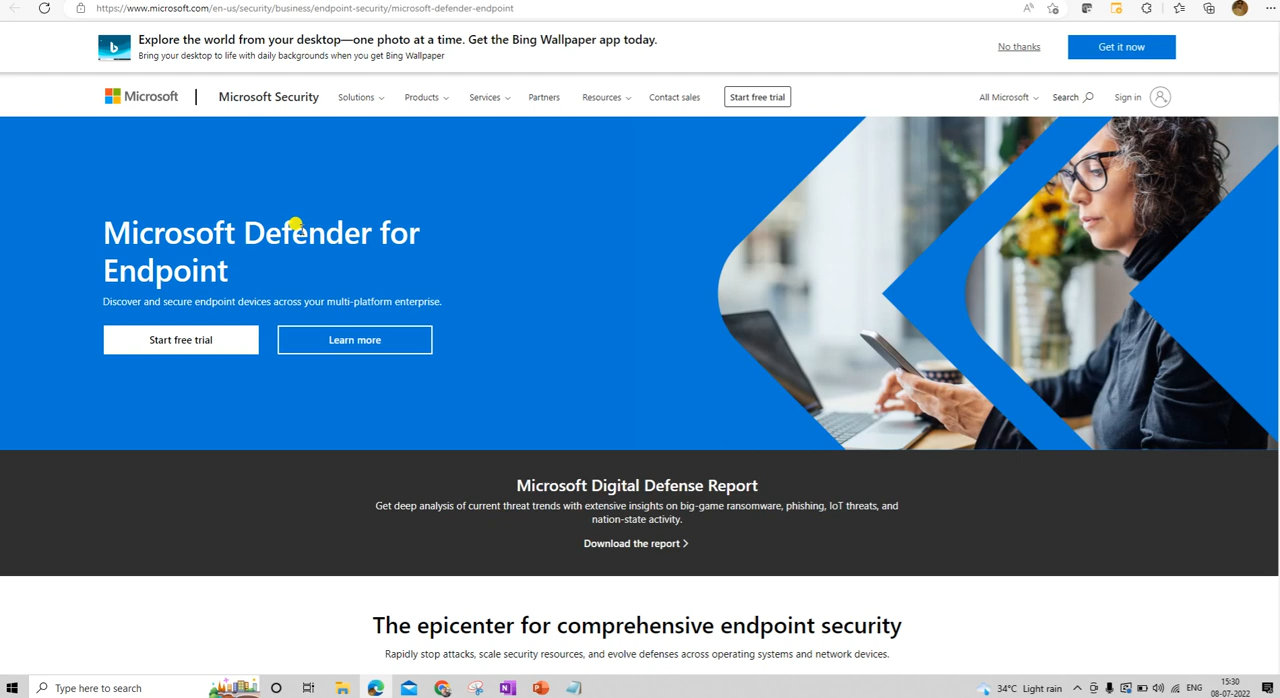 https://www.microsoft.com/en-us/security/business/endpoint-security/microsoft-defender-endpoint
Explore the world from your desktop—one photo at a time. Get the Bing Wallpaper app today.
Bring your desktop to life with daily backgrounds when you get Bing Wallpaper
No thanks
Get it now
Microsoft
Microsoft Security
Solutions
Products
Services
Partners
Resources
Contact sales
Start free trial
All Microsoft
Search
Sign in
Microsoft Defender for
Endpoint
Discover and secure endpoint devices across your multi-platform enterprise.
Start free trial
Learn more
Microsoft Digital Defense Report
Get deep analysis of current threat trends with extensive insights on big-game ransomware, phishing, IoT threats, and
nation-state activity.
Download the report
The epicenter for comprehensive endpoint security
Rapidly stop attacks, scale security resources, and evolve defenses across operating systems and network devices.
Type here to search
34°C Light rain
ENG
15:30
08-07-2022